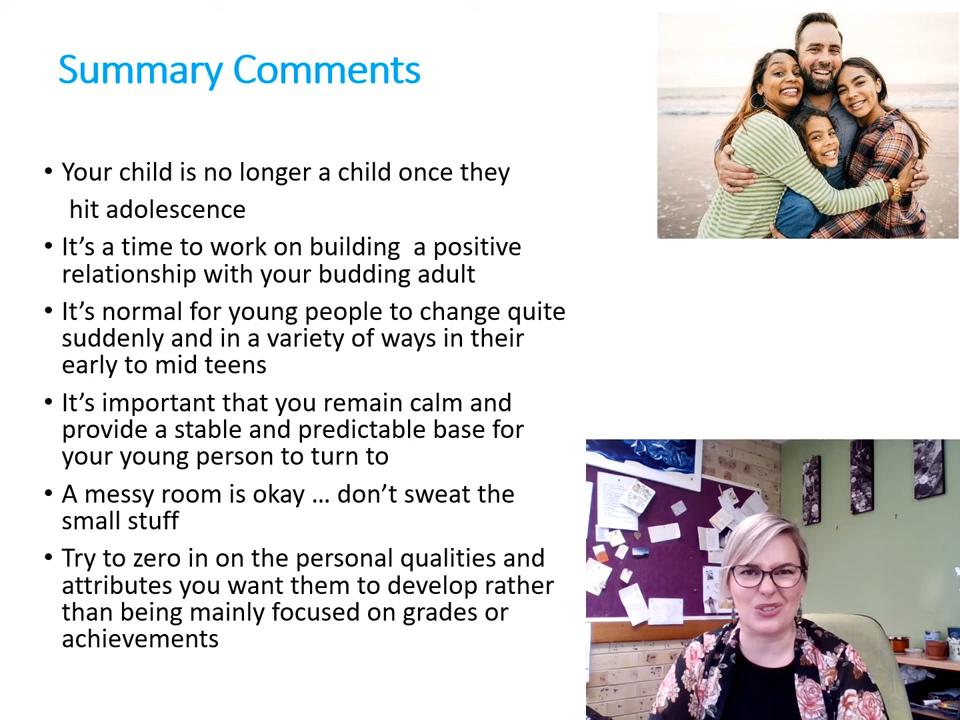 Summary Comments
• Your child is no longer a child once they
hit adolescence
• It’s a time to work on building  a positive
relationship with your budding adult
• It’s normal for young people to change quite
suddenly and in a variety of ways in their
early to mid teens
• It’s important that you remain calm and
provide a stable and predictable base for
your young person to turn to
• A messy room is okay … don’t sweat the
small stuff
• Try to zero in on the personal qualities and
attributes you want them to develop rather
than being mainly focused on grades or
achievements